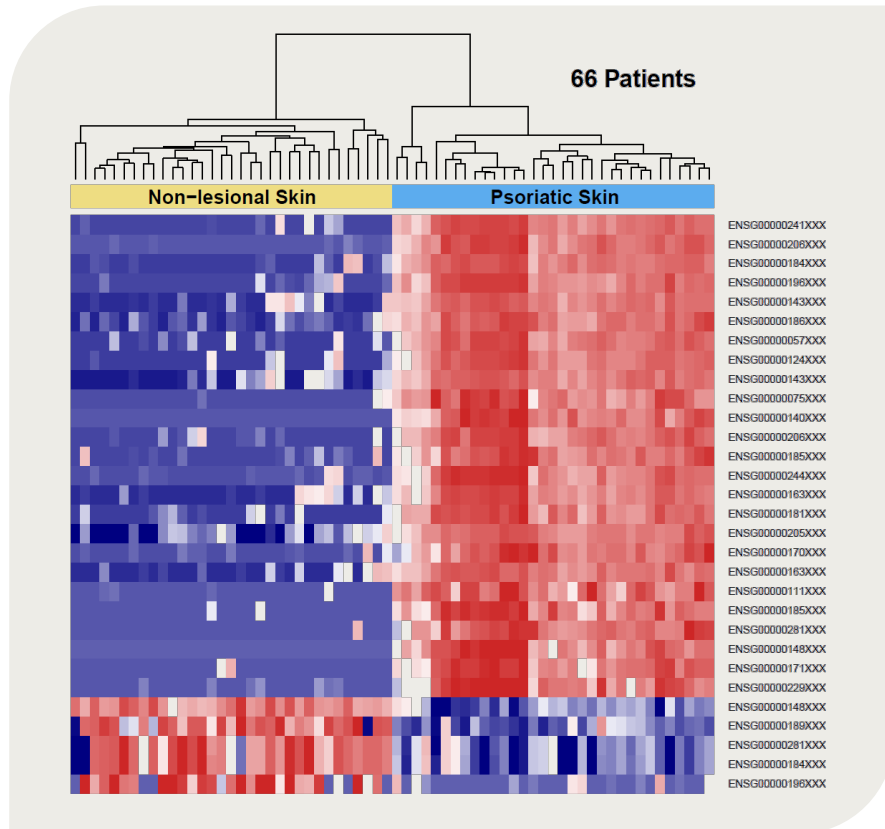 66 Patients
Non-lesional Skin
Psoriatic Skin
ENSG00000241XXX
ENSG00000206XXX
ENSG00000184XXX
ENSG00000196XXX
ENSG00000143XXX
ENSG00000186XXX
ENSG00000057XXX
ENSG00000124XXX
ENSG00000143XXX
ENSG00000075XXX
ENSG00000140XXX
ENSG00000206XXX
ENSG00000185XXX
ENSG00000244XXX
ENSG00000163XXX
ENSG00000181XXX
ENSG00000205XXX
ENSG00000170XXX
ENSG00000163XXX
ENSG00000111XXX
ENSG00000185XXX
ENSG00000281XXX
ENSG00000148XXX
ENSG00000171XXX
ENSG00000229XXX
ENSG00000148XXX
ENSG00000189XXX
ENSG00000281XXX
ENSG00000184XXX
ENSG00000196XXX